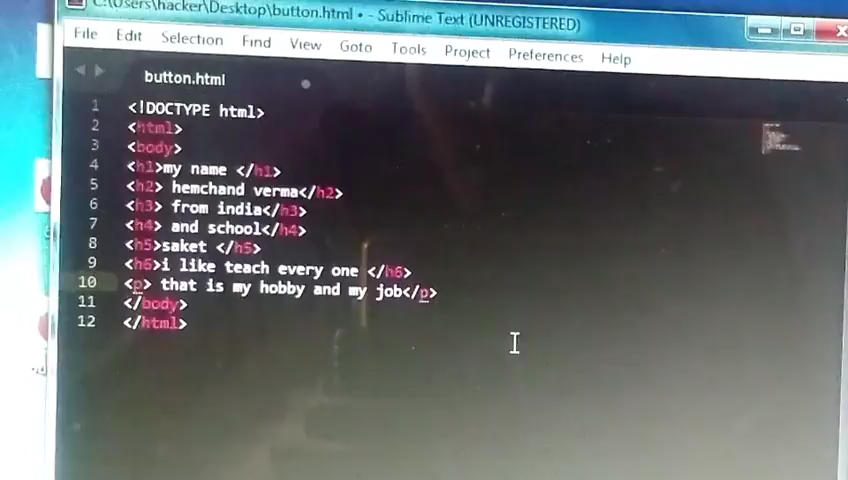 C:\Users\hacker\Desktop\button.html • - Sublime Text (UNREGISTERED)
File Edit Selection Find View Goto Tools Project Preferences Help
button.html
1 <!DOCTYPE html>
2 <html>
3 <body>
4 <h1>my name </h1>
5 <h2> hemchand verma</h2>
6 <h3> from india</h3>
7 <h4> and school</h4>
8 <h5>saket </h5>
9 <h6>i like teach every one </h6>
10 <p> that is my hobby and my job</p>
11 </body>
12 </html>